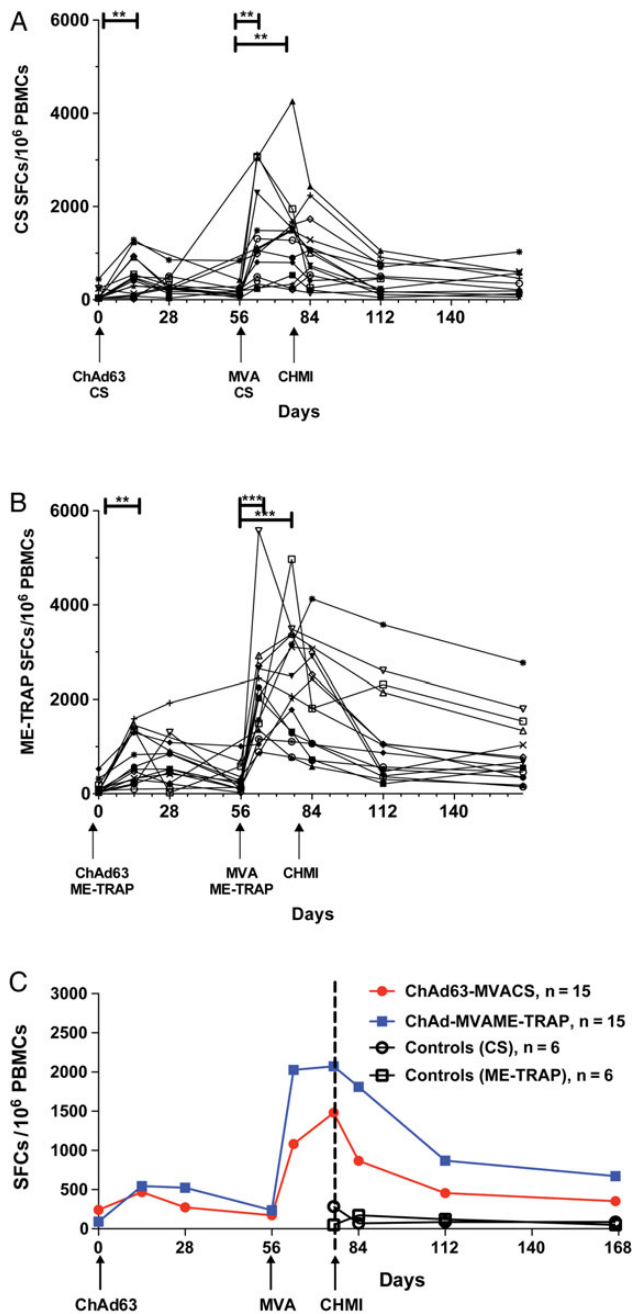 A
6000
**
**
**
4000
2000
0
CS SFCs/10⁶ PBMCs
0 28 56 84 112 140
ChAd63
CS
MVA
CS
CHMI
Days
B
6000
**
***
***
4000
2000
0
ME-TRAP SFCs/10⁶ PBMCs
0 28 56 84 112 140
ChAd63
ME-TRAP
MVA
ME-TRAP
CHMI
Days
C
3000
2500
2000
1500
1000
500
0
SFCs /10⁶ PBMCs
ChAd63-MVACS, n = 15
ChAd-MVAME-TRAP, n = 15
Controls (CS), n = 6
Controls (ME-TRAP), n = 6
0 28 56 84 112 140 168
ChAd63
MVA
CHMI
Days